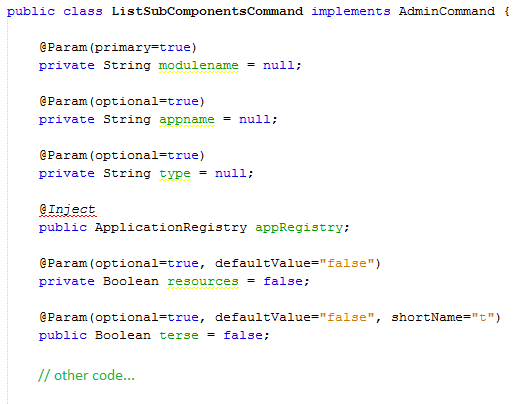 public class ListSubComponentsCommand implements AdminCommand {
@Param(primary=true)
private String modulename = null;
@Param(optional=true)
private String appname = null;
@Param(optional=true)
private String type = null;
@Inject
public ApplicationRegistry appRegistry;
@Param(optional=true, defaultValue="false")
private Boolean resources = false;
@Param(optional=true, defaultValue="false", shortName="t")
public Boolean terse = false;
// other code...